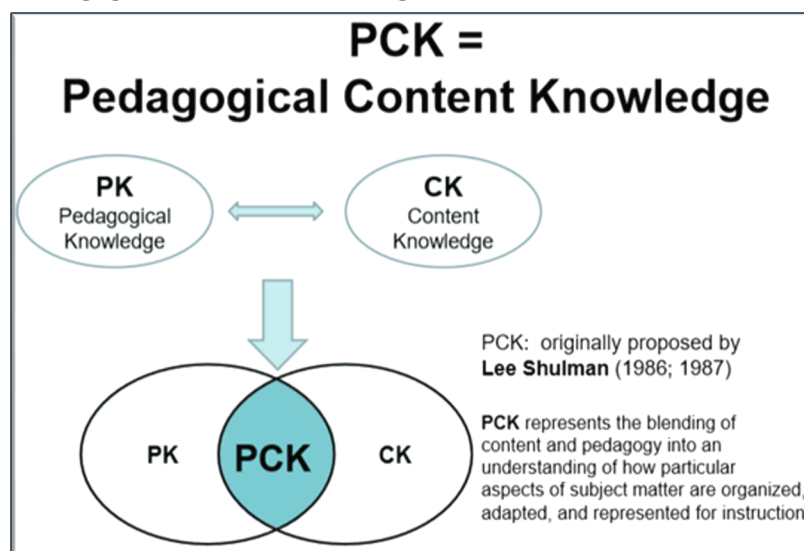 PCK =
Pedagogical Content Knowledge
PK
Pedagogical
Knowledge
CK
Content
Knowledge
PCK: originally proposed by
Lee Shulman (1986; 1987)
PK
PCK
CK
PCK represents the blending of
content and pedagogy into an
understanding of how particular
aspects of subject matter are organized,
adapted, and represented for instruction